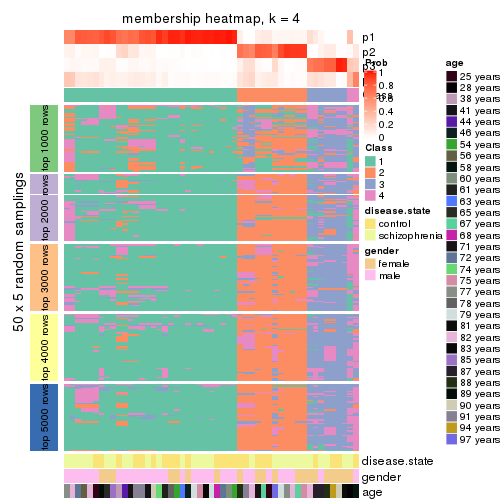 membership heatmap, k = 4
p1
p2
p3
50 x 5 random samplings
top 1000 rows
top 2000 rows
top 3000 rows
top 4000 rows
top 5000 rows
disease.state
gender
age
Prob
1
0.8
0.6
0.4
0.2
0
Class
1
2
3
4
disease.state
control
schizophrenia
gender
female
male
age
25 years
28 years
38 years
41 years
44 years
46 years
54 years
56 years
58 years
60 years
61 years
63 years
65 years
67 years
68 years
71 years
72 years
74 years
75 years
77 years
78 years
79 years
81 years
82 years
83 years
85 years
87 years
88 years
89 years
90 years
91 years
94 years
97 years